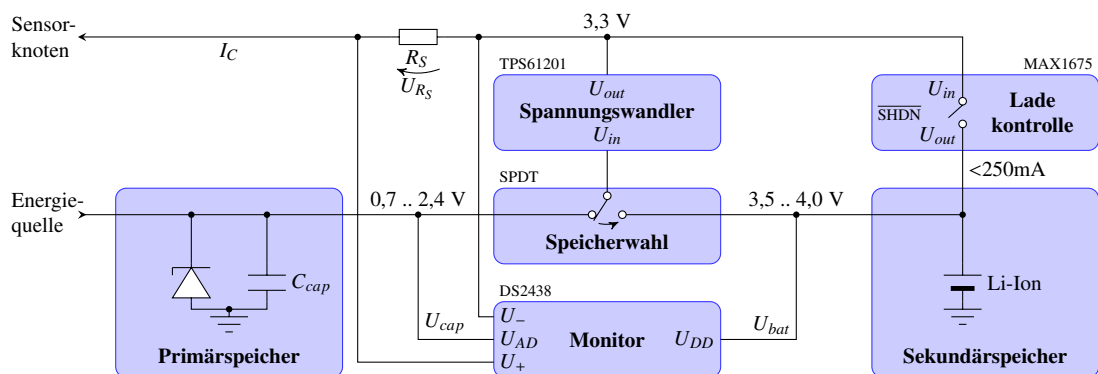 Sensor-
knoten
I_C
R_S
U_{R_S}
3,3 V
TPS61201
U_out
Spannungswandler
U_in
MAX1675
U_in
SHDN
U_out
Lade
kontrolle
<250mA
Energie-
quelle
0,7 .. 2,4 V
SPDT
Speicherwahl
3,5 .. 4,0 V
C_cap
Primärspeicher
U_cap
DS2438
U_−
U_AD
U_+
Monitor
U_DD
U_bat
Li-Ion
Sekundärspeicher